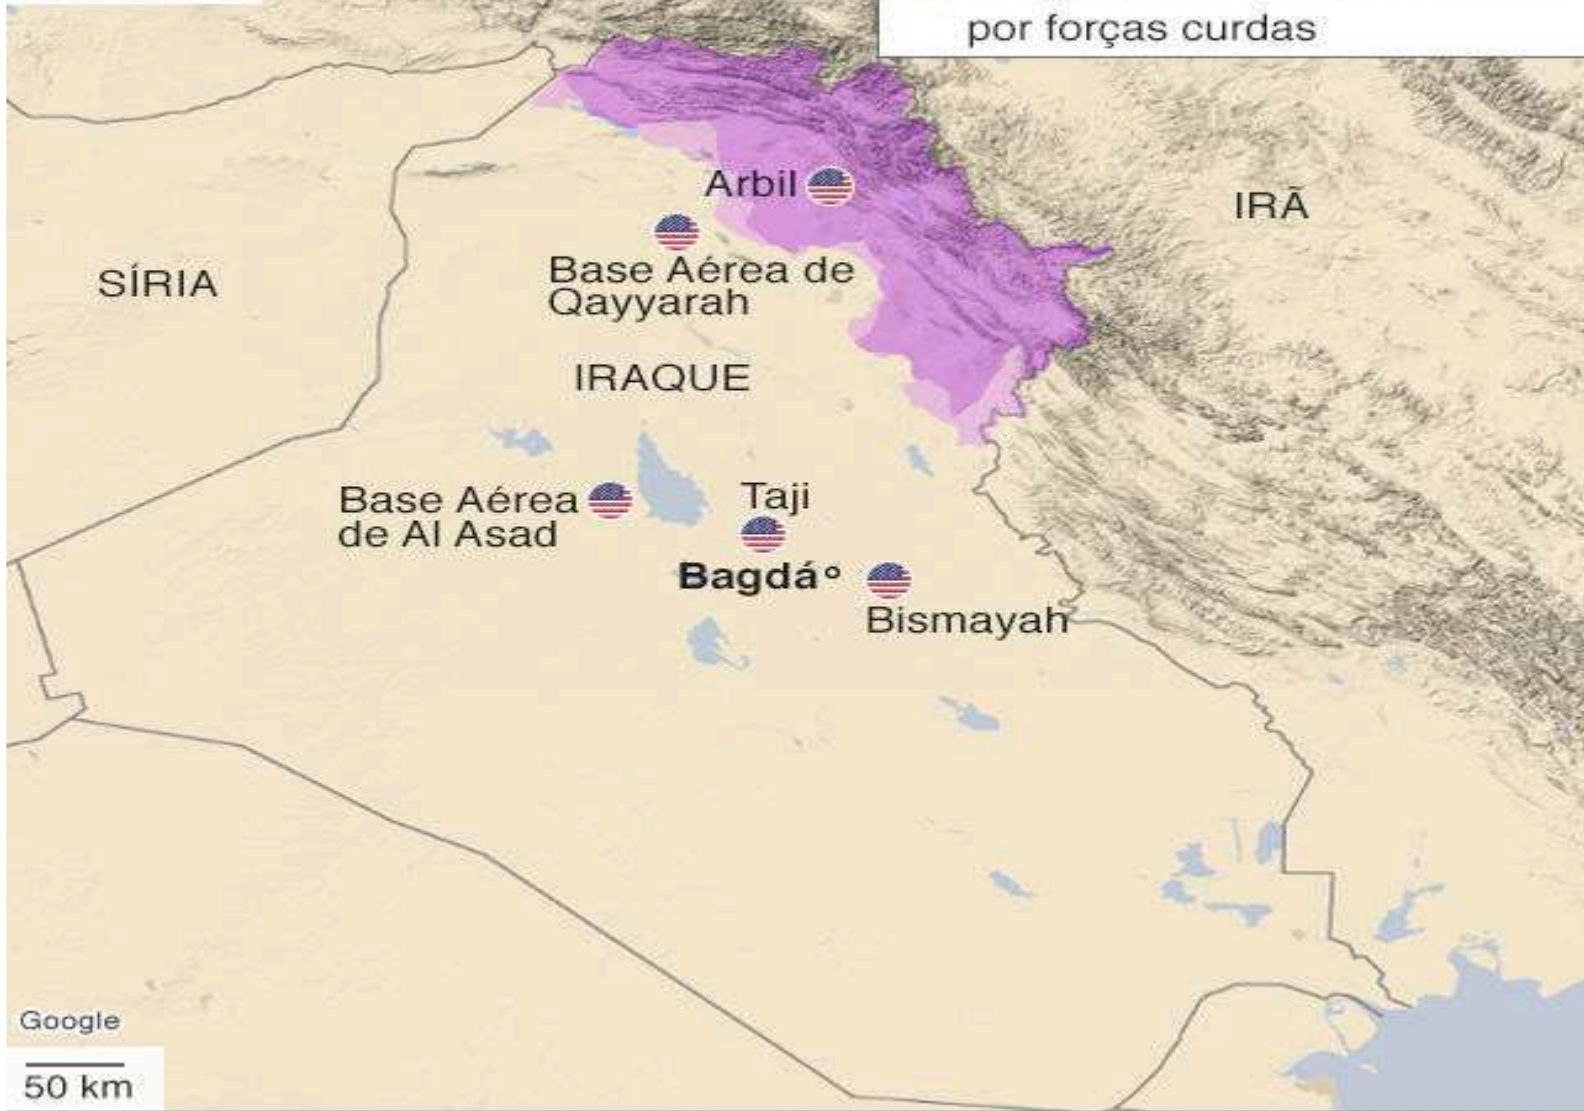 por forças curdas
Arbil
IRÃ
Base Aérea de
Qayyarah
SÍRIA
IRAQUE
Base Aérea
de Al Asad
Taji
Bagdá
Bismayah
Google
50 km